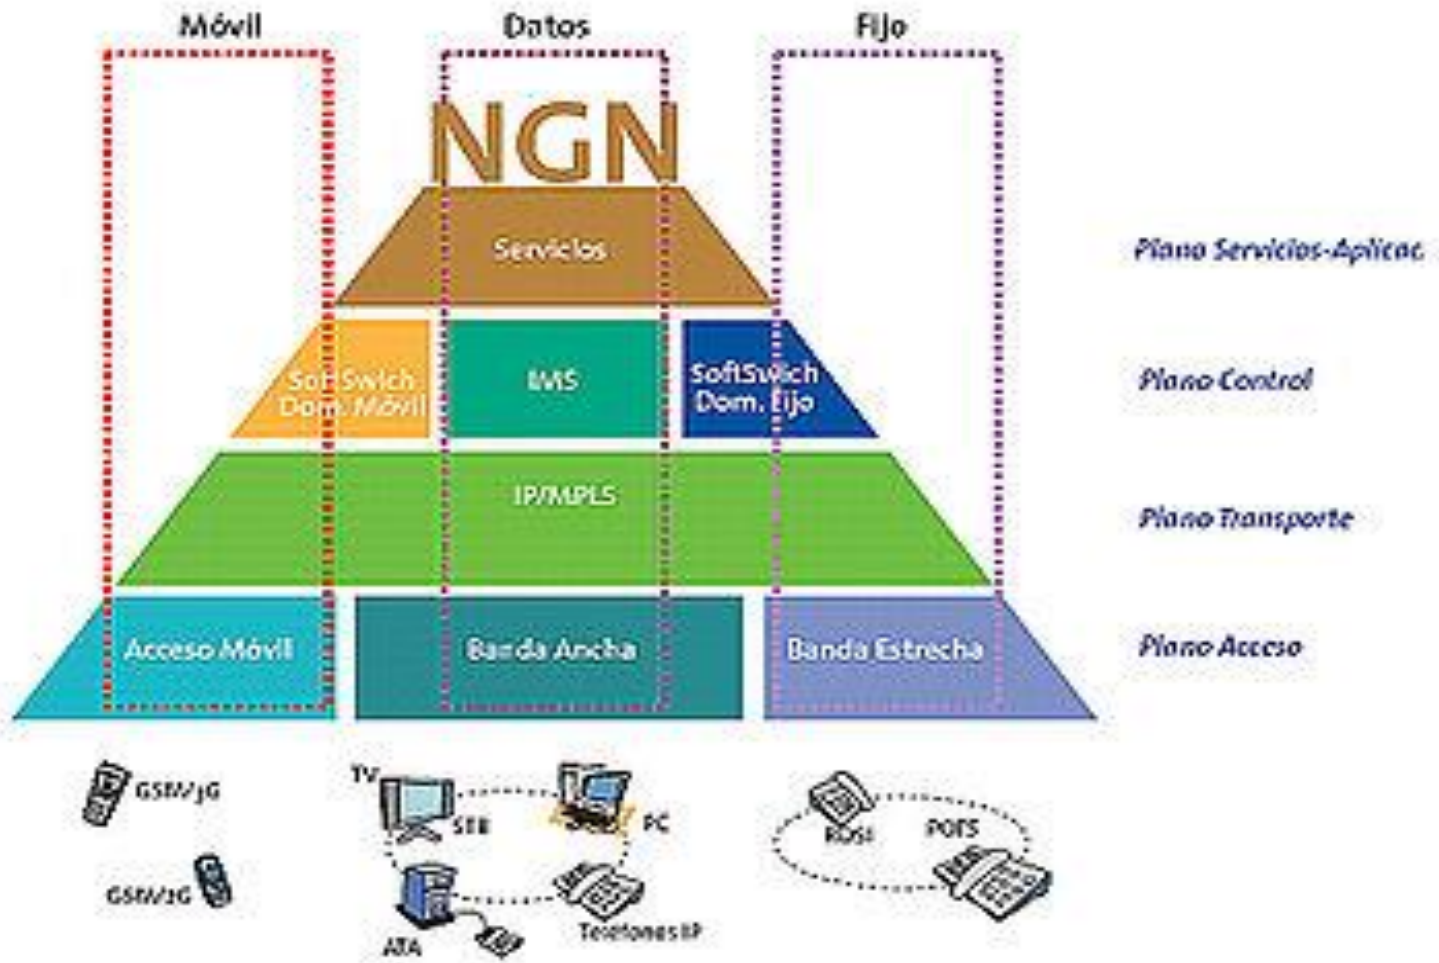 Móvil Datos Fijo
NGN
Servicios
Plano Servicios-Aplicac.
SoftSwich
Dom. Móvil
IMS
SoftSwich
Dom. Fijo
Plano Control
IP/MPLS
Plano Transporte
Acceso Móvil
Banda Ancha
Banda Estrecha
Plano Acceso
GSM/3G
TV
STB
PC
RDSI
POTS
GSM/2G
ATA
Teléfonos IP